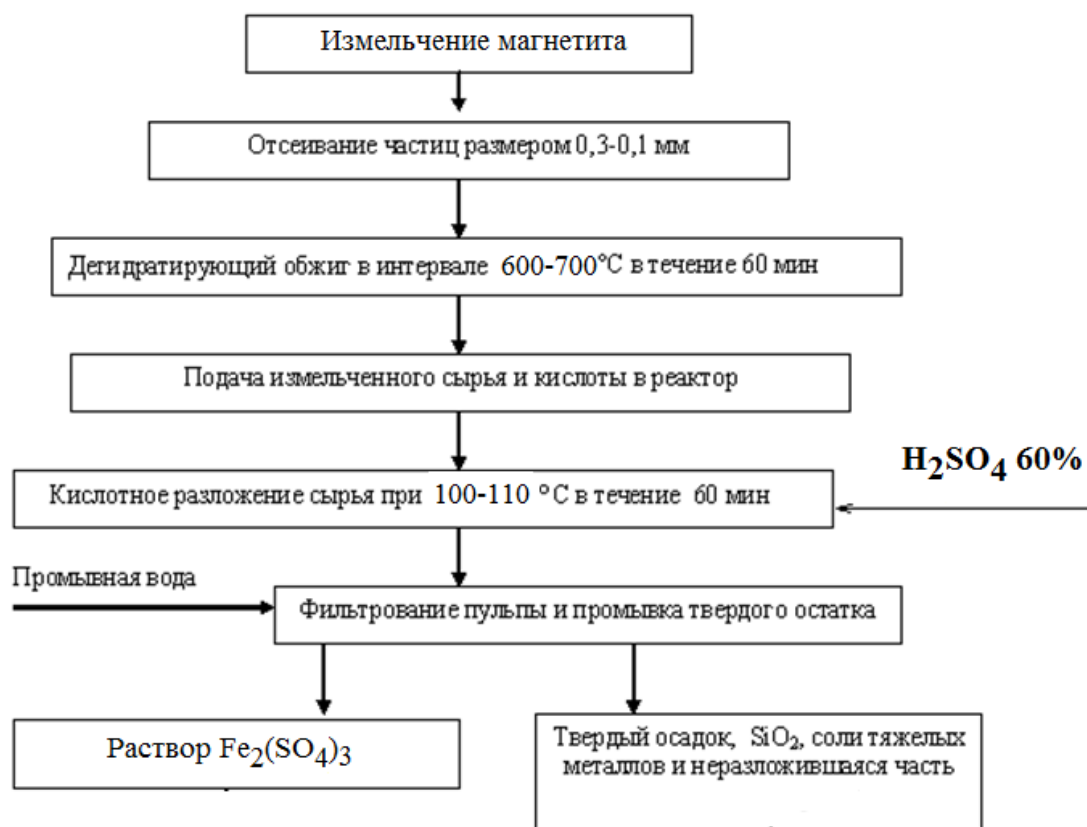 Измельчение магнетита
Отсеивание частиц размером 0,3-0,1 мм
Дегидратирующий обжиг в интервале 600-700°С в течение 60 мин
Подача измельченного сырья и кислоты в реактор
H₂SO₄ 60%
Кислотное разложение сырья при 100-110 °С в течение 60 мин
Промывная вода
Фильтрование пульпы и промывка твердого остатка
Раствор Fe₂(SO₄)₃
Твердый осадок, SiO₂, соли тяжелых
металлов и неразложившаяся часть